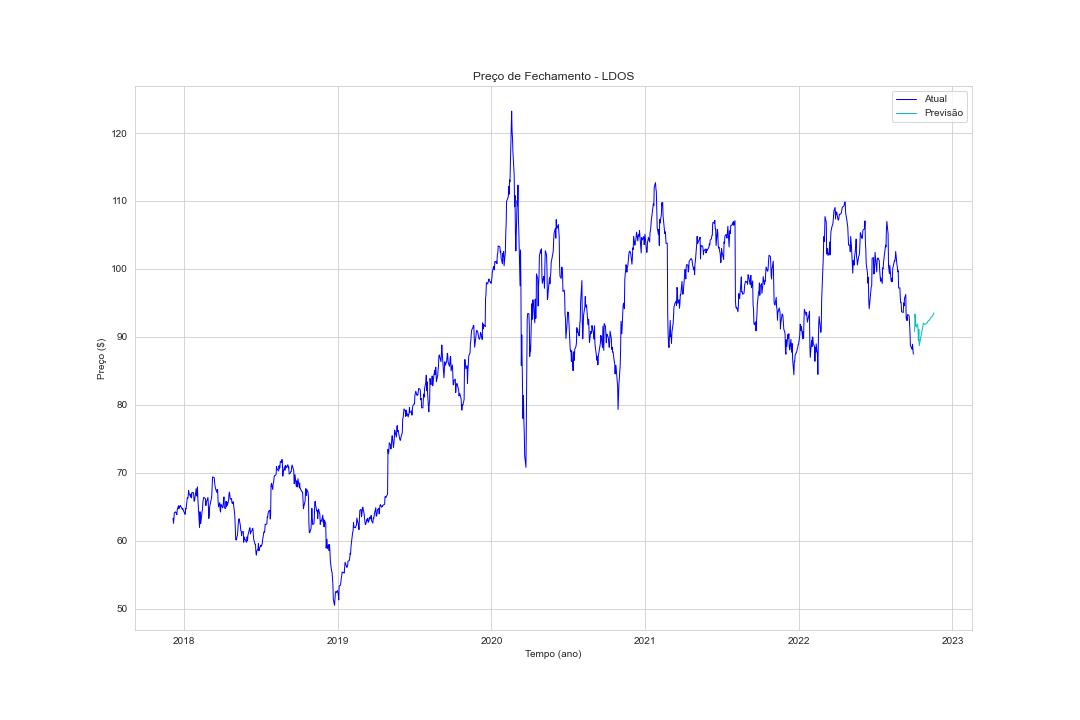 Preço de Fechamento - LDOS
Atual
Previsão
120
110
100
90
80
70
60
50
Preço ($)
2018 2019 2020 2021 2022 2023
Tempo (ano)